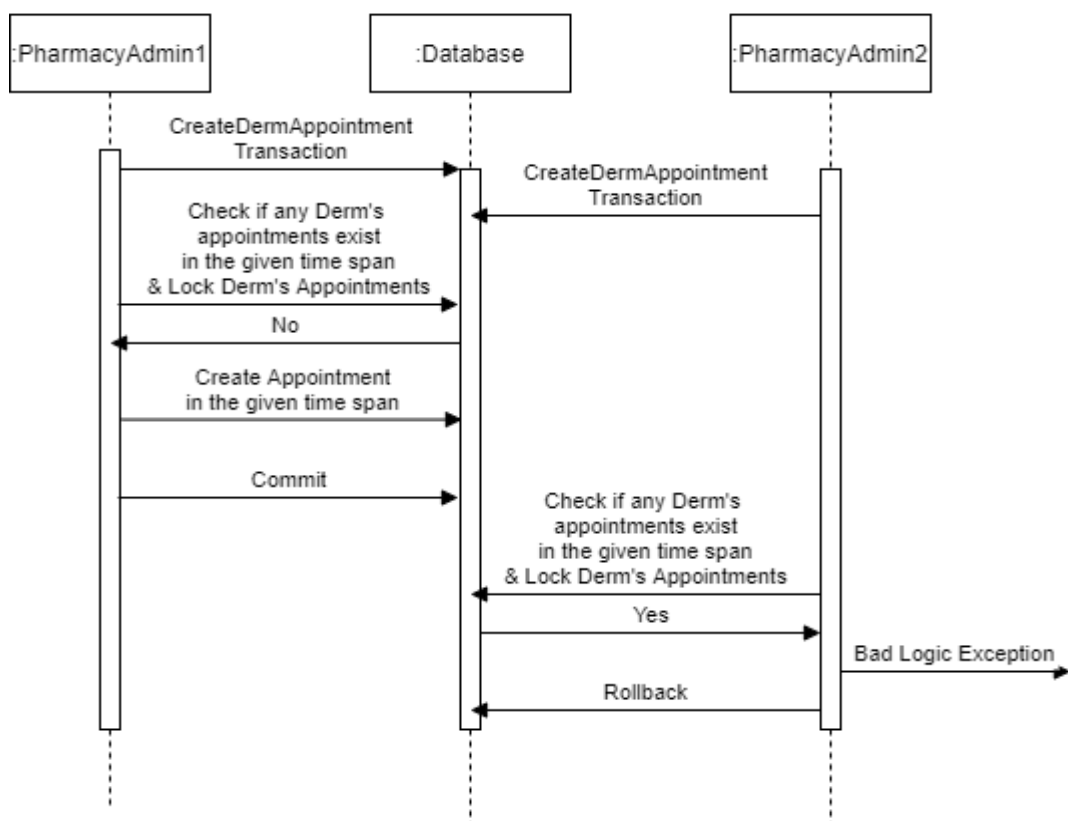 :PharmacyAdmin1
:Database
:PharmacyAdmin2
CreateDermAppointment
Transaction
CreateDermAppointment
Transaction
Check if any Derm's
appointments exist
in the given time span
& Lock Derm's Appointments
No
Create Appointment
in the given time span
Commit
Check if any Derm's
appointments exist
in the given time span
& Lock Derm's Appointments
Yes
Bad Logic Exception
Rollback